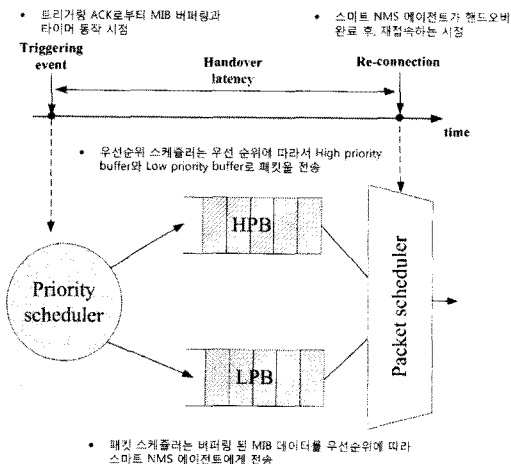 • 트리거링 ACK로부터 MIB 버퍼링과
타이머 동작 시점
• 스마트 NMS 에이전트가 핸드오버
완료 후, 재접속하는 시점
Triggering
event
Handover
latency
Re-connection
time
• 우선순위 스케쥴러는 우선 순위에 따라서 High priority
buffer와 Low priority buffer로 패킷을 전송
HPB
Priority
scheduler
LPB
Packet scheduler
• 패킷 스케쥴러는 버퍼링 된 MIB 데이터를 우선순위에 따라
스마트 NMS 에이전트에게 전송